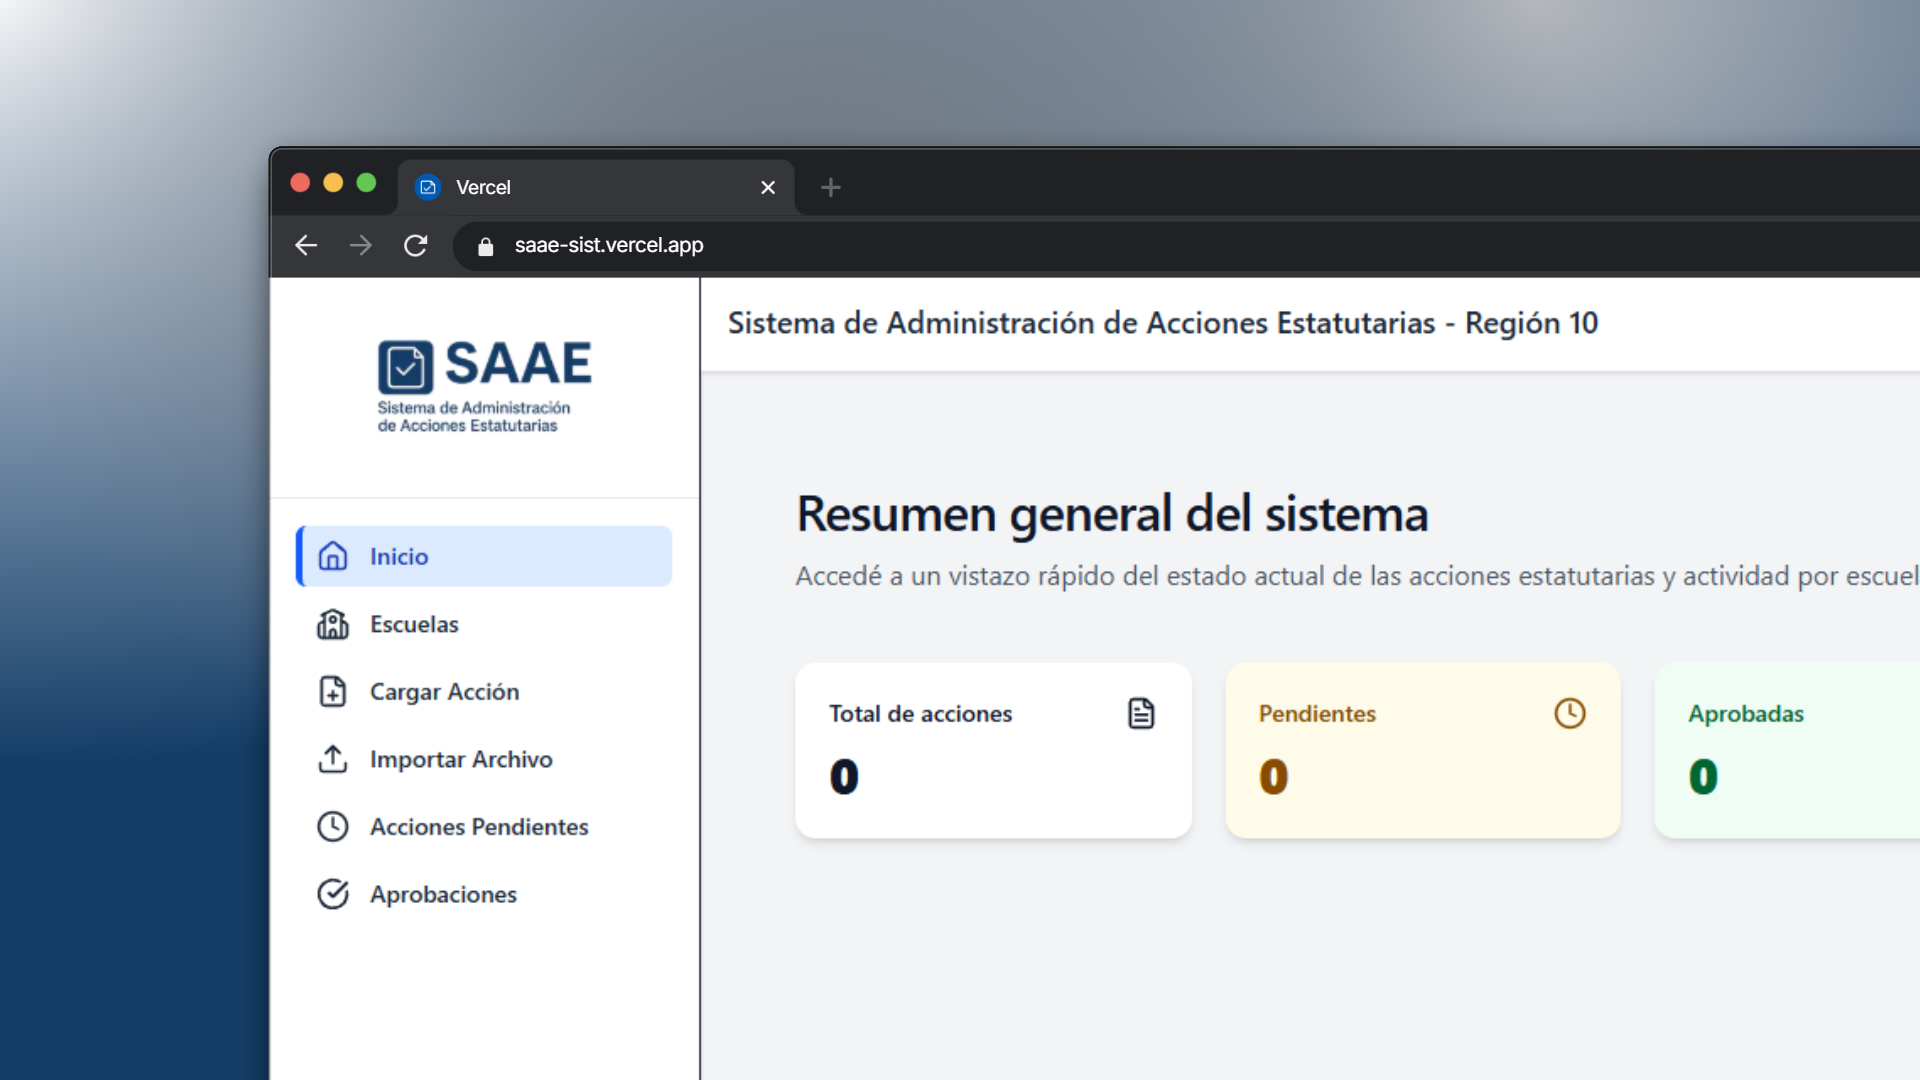 Vercel
saae-sist.vercel.app
SAAE
Sistema de Administración
de Acciones Estatutarias
Sistema de Administración de Acciones Estatutarias - Región 10
Inicio
Escuelas
Cargar Acción
Importar Archivo
Acciones Pendientes
Aprobaciones
Resumen general del sistema
Accedé a un vistazo rápido del estado actual de las acciones estatutarias y actividad por escuel
Total de acciones
0
Pendientes
0
Aprobadas
0